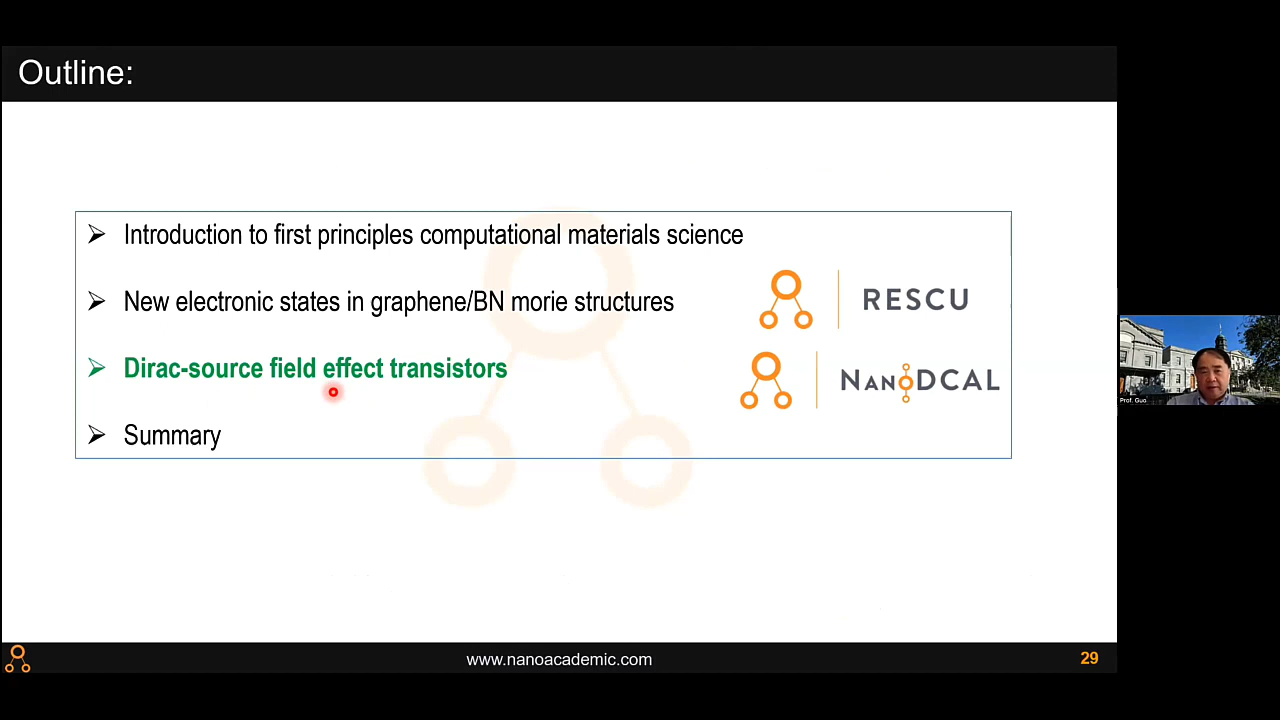 Outline:
Introduction to first principles computational materials science
New electronic states in graphene/BN morie structures
RESCU
Dirac-source field effect transistors
NANODCAL
Summary
Prof. Guo
www.nanoacademic.com
29